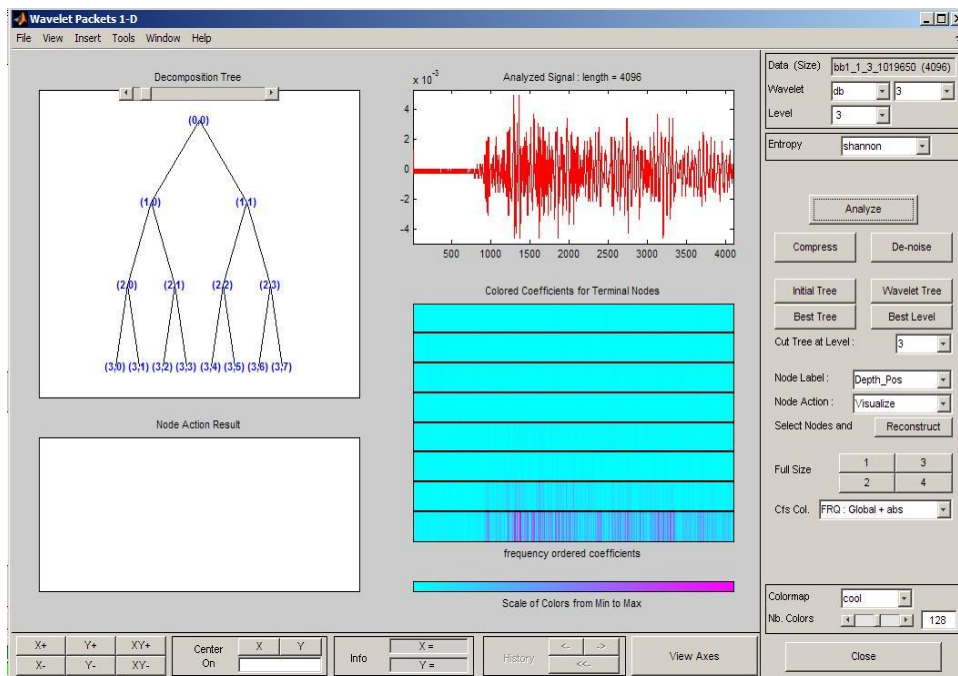 Wavelet Packets 1-D
File View Insert Tools Window Help
Decomposition Tree
(0,0)
(1,0) (1,1)
(2,0) (2,1) (2,2) (2,3)
(3,0) (3,1) (3,2) (3,3) (3,4) (3,5) (3,6) (3,7)
Node Action Result
x 10-3
Analyzed Signal : length = 4096
4
2
0
-2
-4
500 1000 1500 2000 2500 3000 3500 4000
Colored Coefficients for Terminal Nodes
frequency ordered coefficients
Scale of Colors from Min to Max
Data (Size) bb1_1_3_1019650 (4096)
Wavelet db 3
Level 3
Entropy shannon
Analyze
Compress De-noise
Initial Tree Wavelet Tree
Best Tree Best Level
Cut Tree at Level : 3
Node Label : Depth_Pos
Node Action : Visualize
Select Nodes and Reconstruct
Full Size 1 3
2 4
Cfs Col. FRQ : Global + abs
Colormap cool
Nb. Colors 128
X+ Y+ XY+
X- Y- XY-
Center On X Y
Info X =
Y =
History <- ->
<<-
View Axes
Close